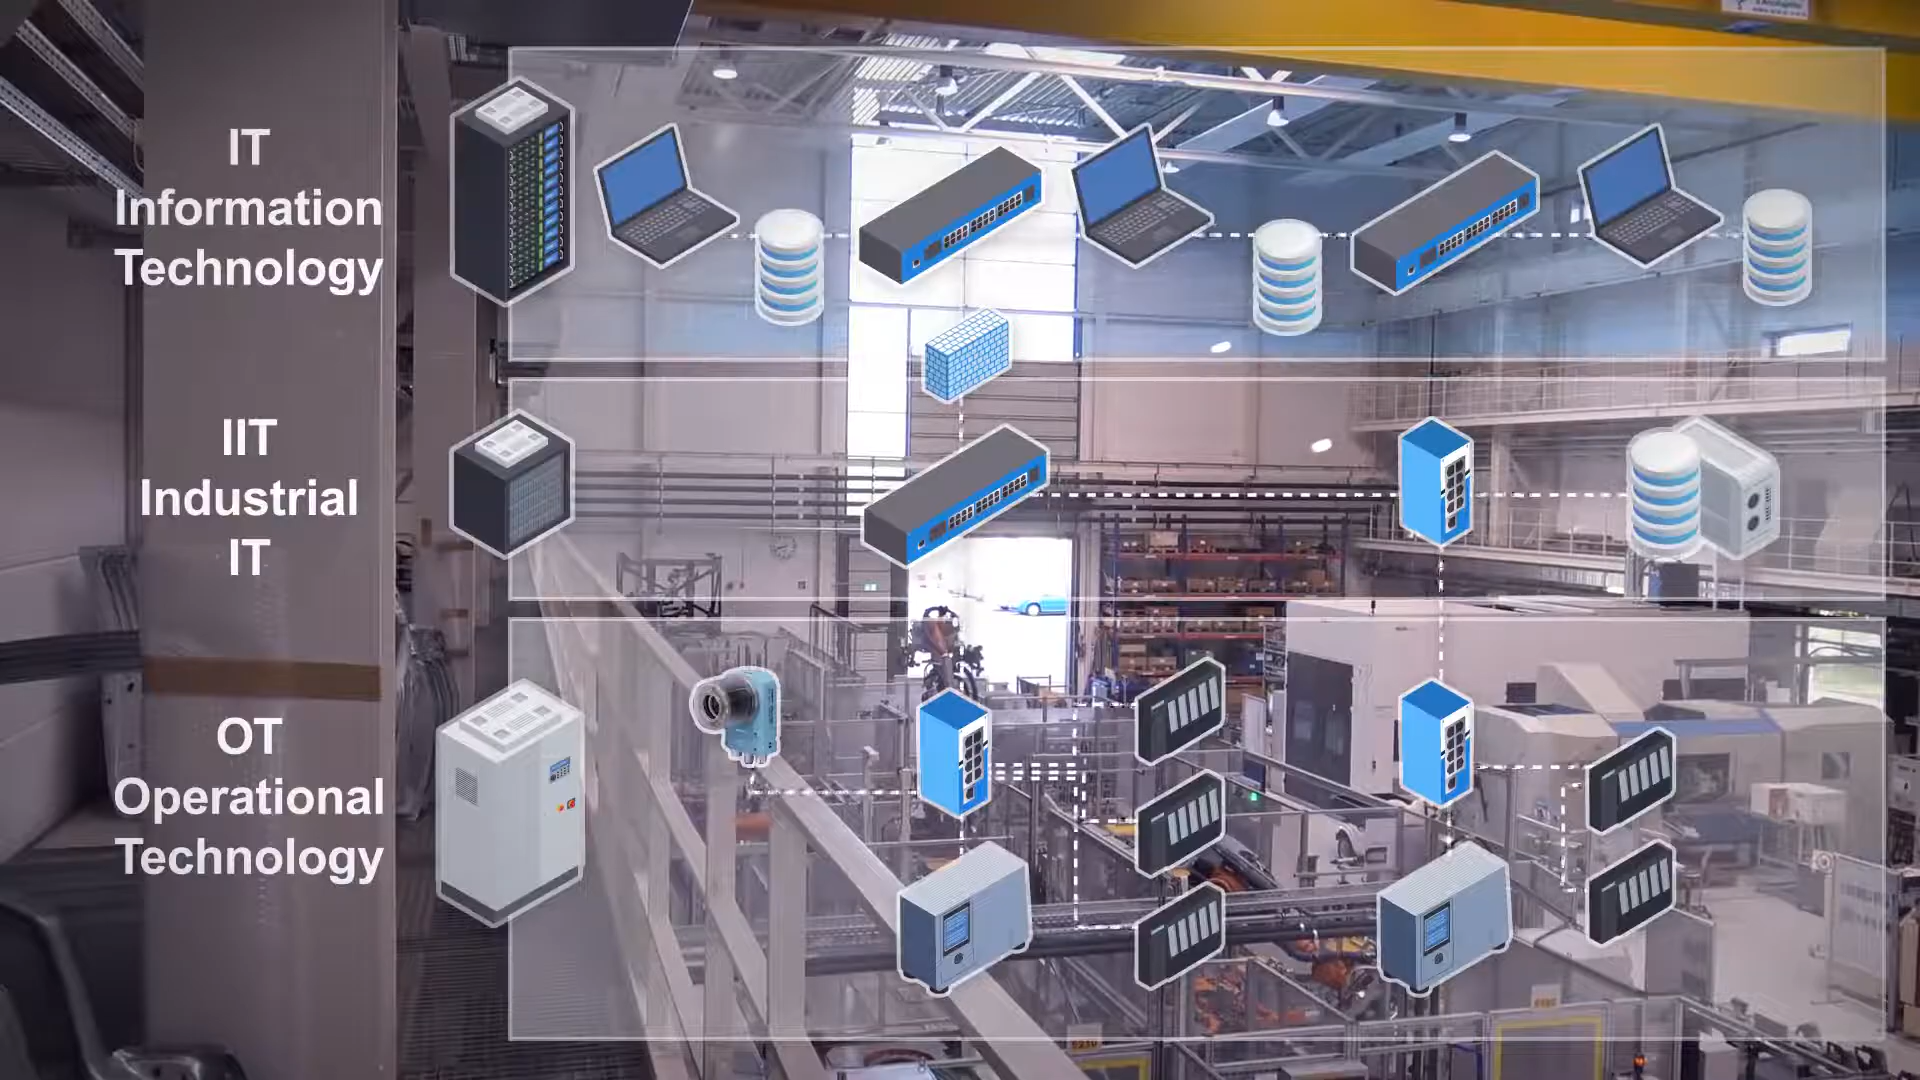 IT
Information
Technology
IIT
Industrial
IT
OT
Operational
Technology